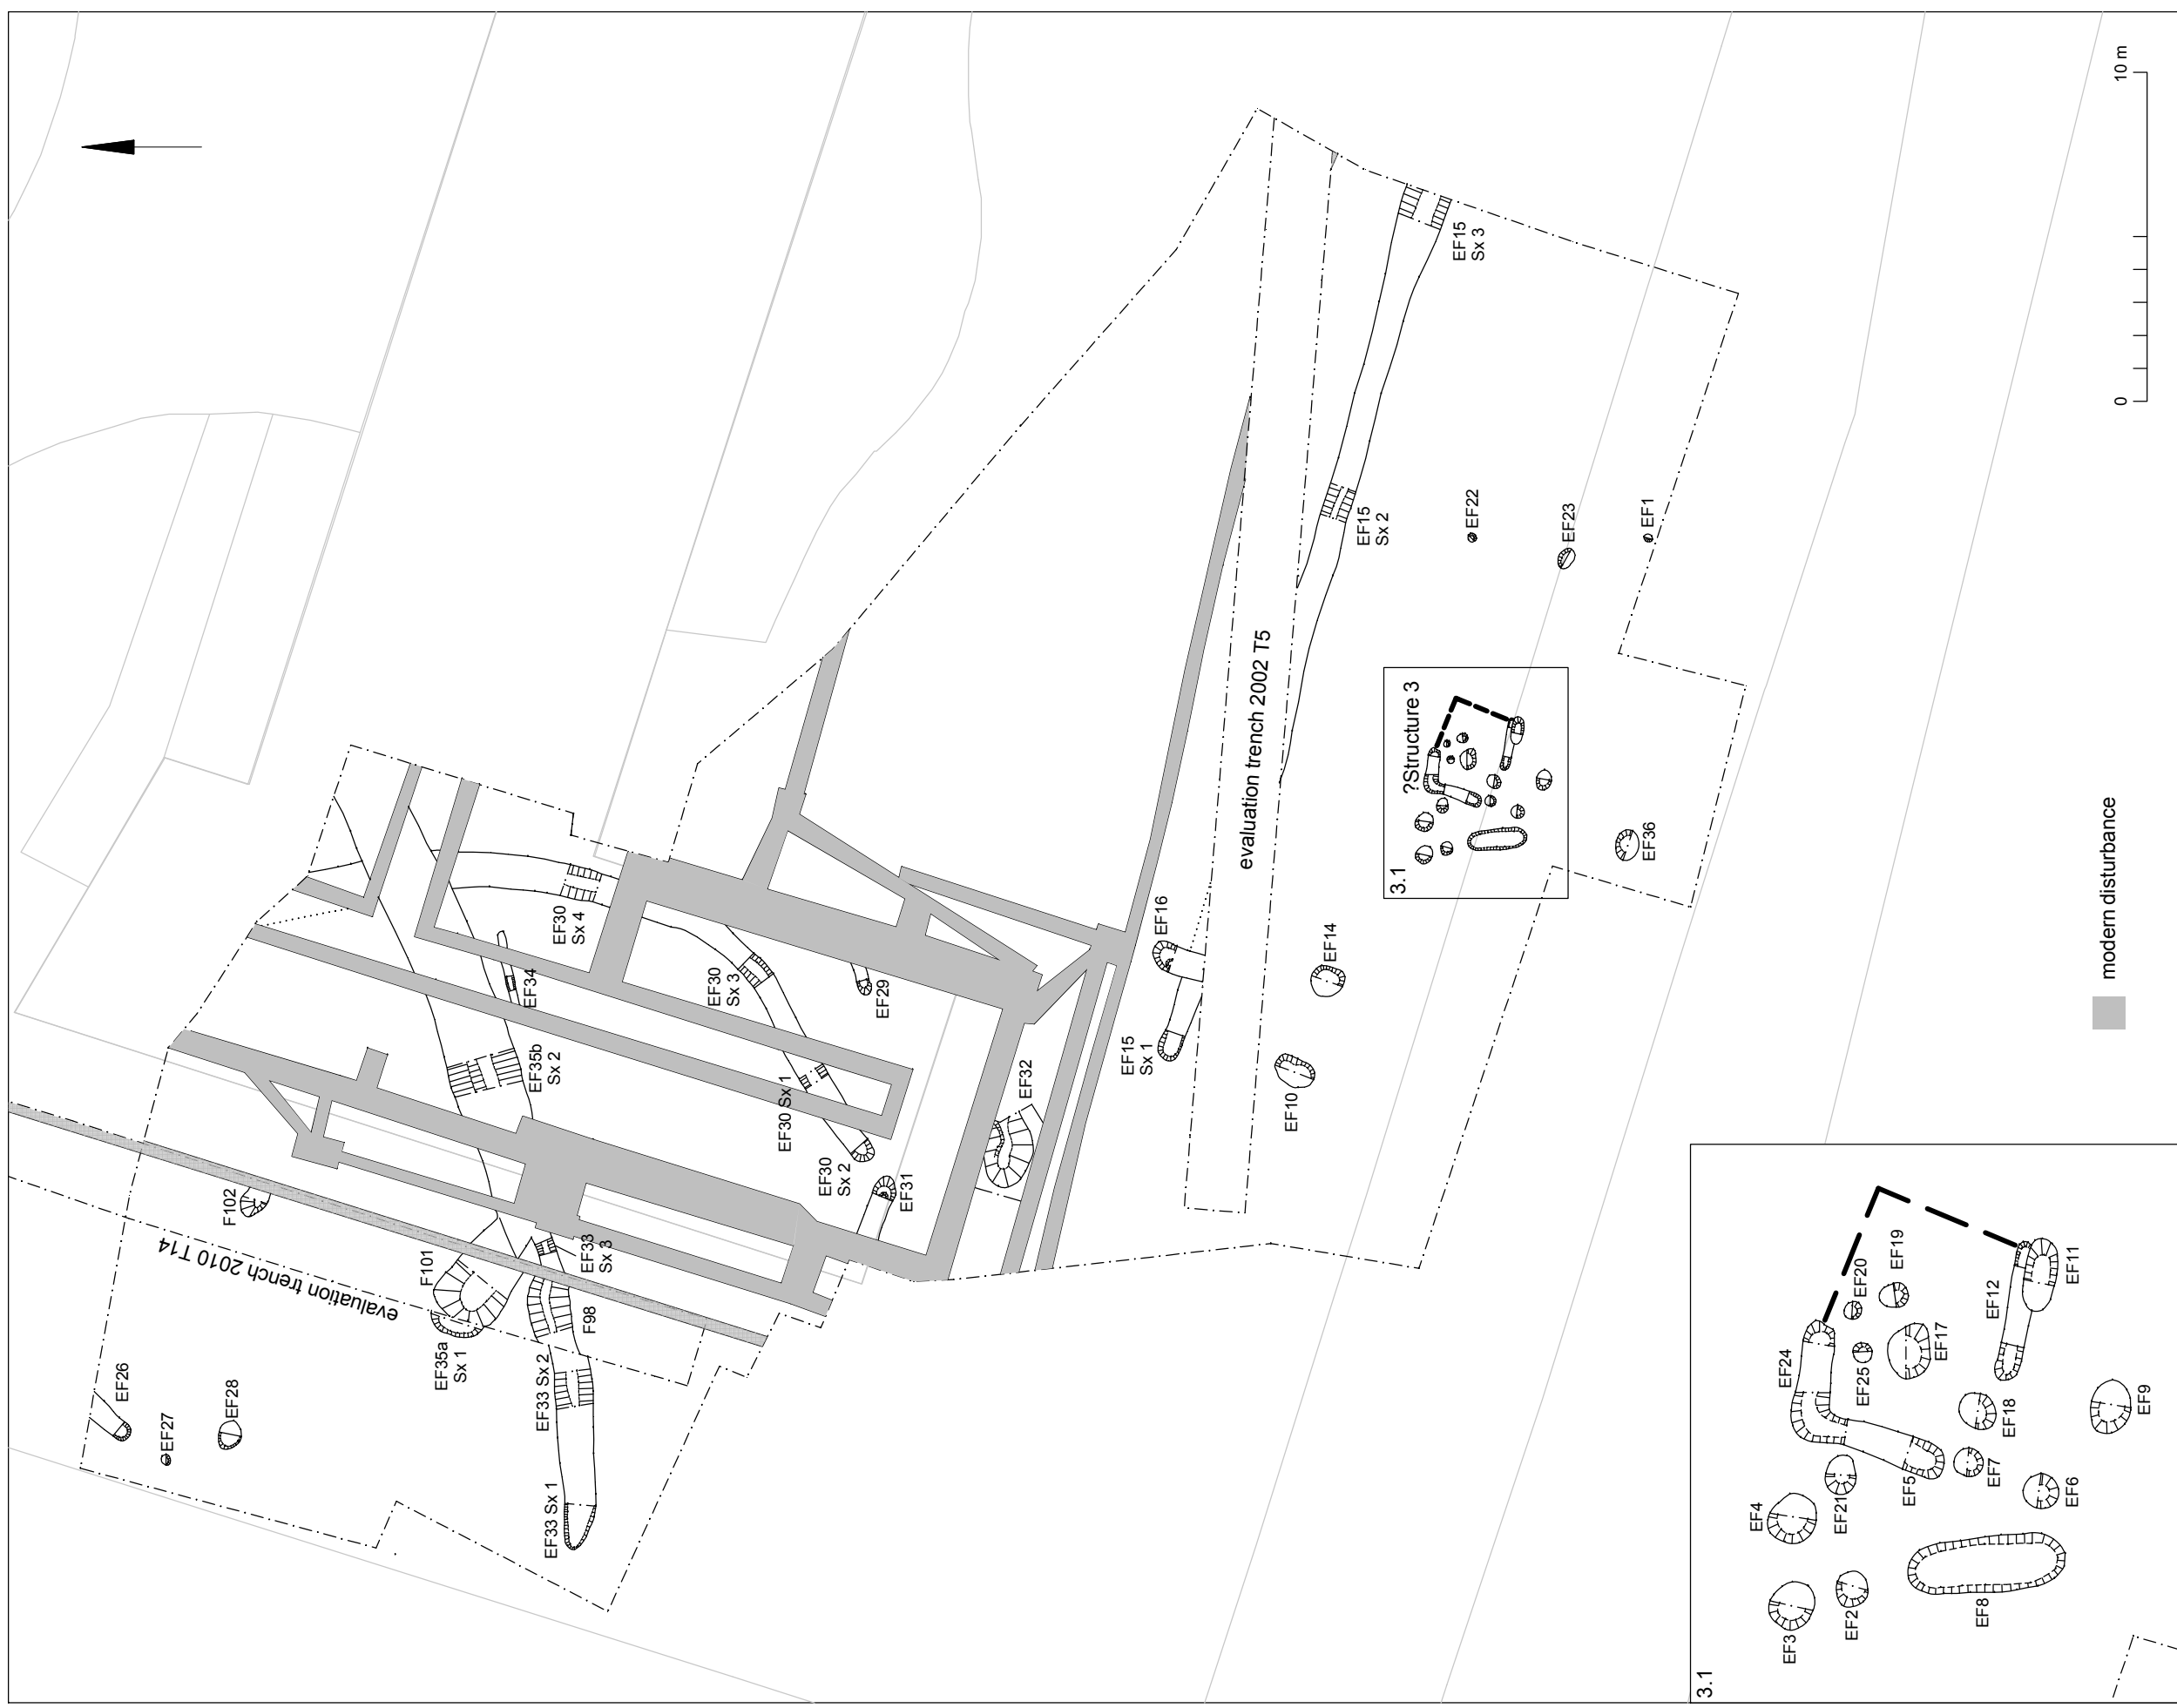 10 m
0
EF15
Sx 3
EF15
Sx 2
EF22
EF23
EF1
evaluation trench 2002 T5
?Structure 3
3.1
EF36
modern disturbance
EF16
EF14
EF15
Sx 1
EF10
EF30
Sx 4
EF34
EF30
Sx 3
EF29
EF35b
Sx 2
EF30 Sx 1
EF32
EF30
Sx 2
EF31
F102
evaluation trench 2010 T14
F101
EF33
Sx 3
F98
EF35a
Sx 1
EF33 Sx 2
EF26
EF28
EF27
EF33 Sx 1
EF20
EF19
EF12
EF11
EF24
EF25
EF17
EF18
EF9
EF4
EF21
EF5
EF7
EF6
EF3
EF2
EF8
3.1